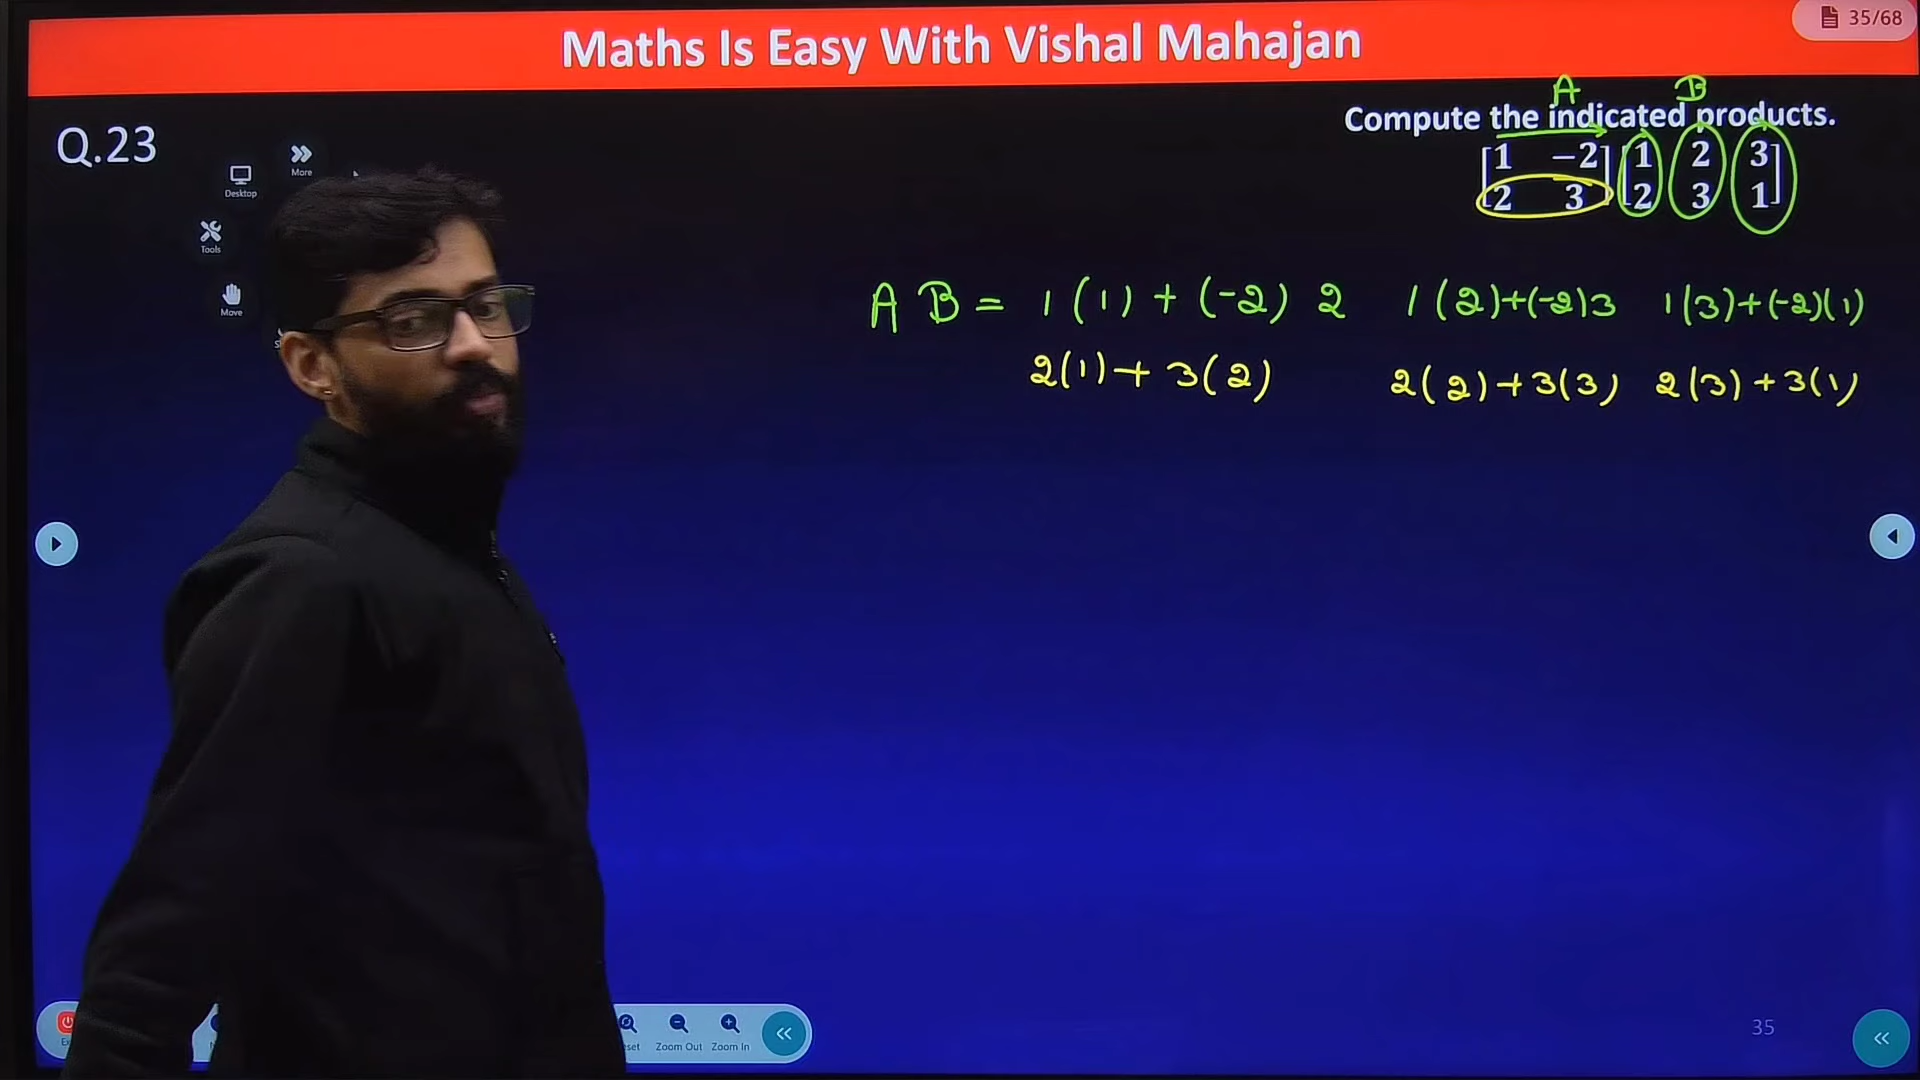 Maths Is Easy With Vishal Mahajan
35/68
Q.23
More
Desktop
Tools
Move
A B
Compute the indicated products.
[1 −2] [1 2 3]
[2 3] [2 3 1]
A B = 1(1)+(-2)2 1(2)+(-2)3 1(3)+(-2)(1)
2(1)+3(2) 2(2)+3(3) 2(3)+3(1)
Zoom Out Zoom In
35